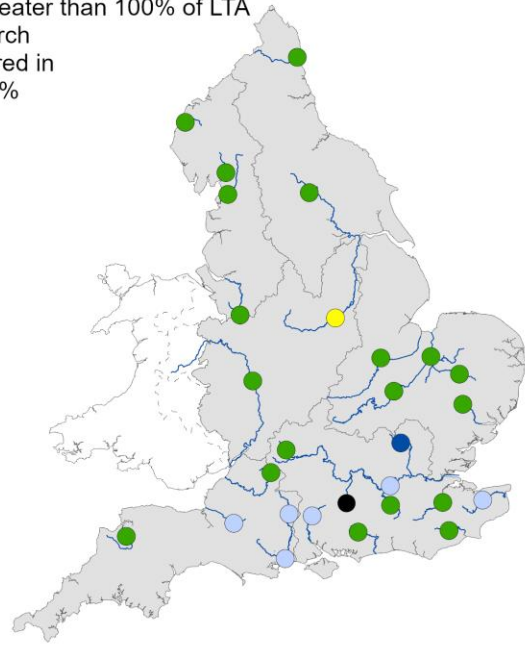 eater than 100% of LTA
rch
red in
%